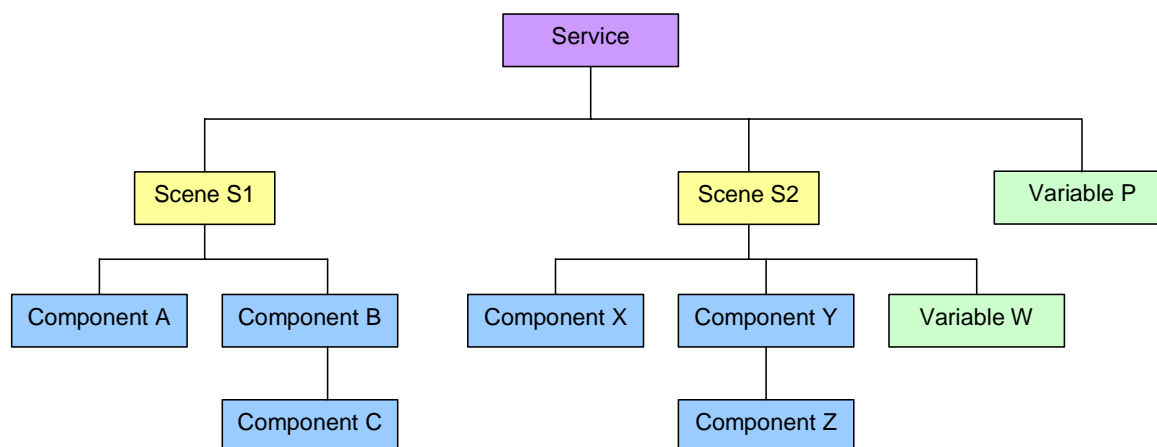 Service
Scene S1
Scene S2
Variable P
Component A
Component B
Component X
Component Y
Variable W
Component C
Component Z